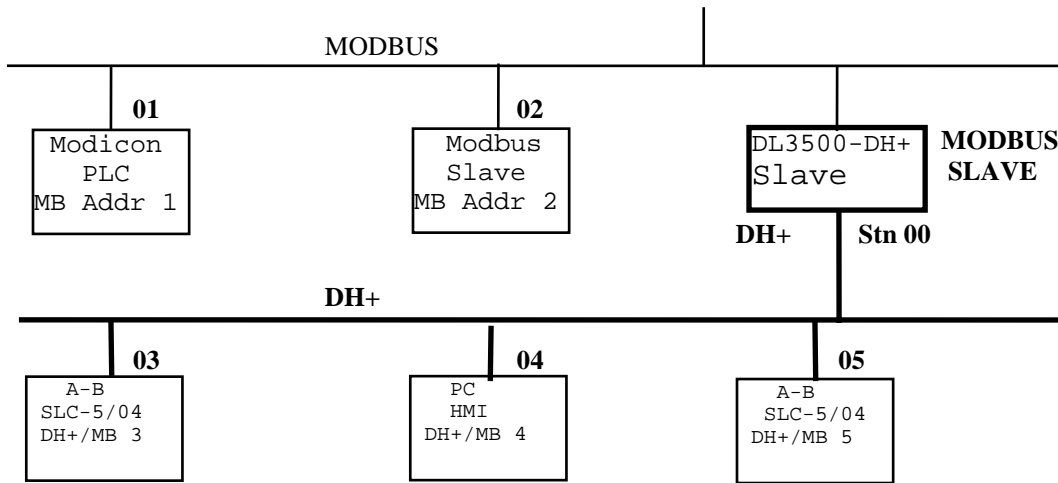 MODBUS
01
Modicon
PLC
MB Addr 1
02
Modbus
Slave
MB Addr 2
DL3500-DH+
Slave
MODBUS
SLAVE
DH+ Stn 00
DH+
03
A-B
SLC-5/04
DH+/MB 3
04
PC
HMI
DH+/MB 4
05
A-B
SLC-5/04
DH+/MB 5